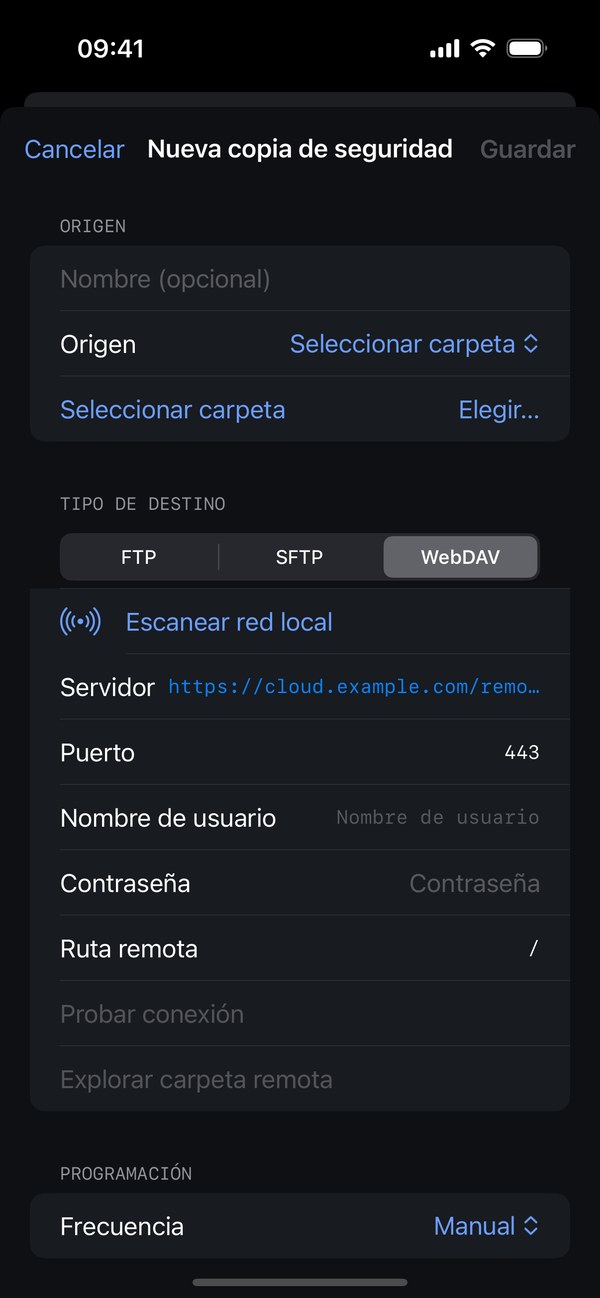 09:41
Cancelar Nueva copia de seguridad Guardar
ORIGEN
Nombre (opcional)
Origen Seleccionar carpeta
Seleccionar carpeta Elegir...
TIPO DE DESTINO
FTP SFTP WebDAV
Escanear red local
Servidor https://cloud.example.com/remo…
Puerto 443
Nombre de usuario Nombre de usuario
Contraseña Contraseña
Ruta remota /
Probar conexión
Explorar carpeta remota
PROGRAMACIÓN
Frecuencia Manual